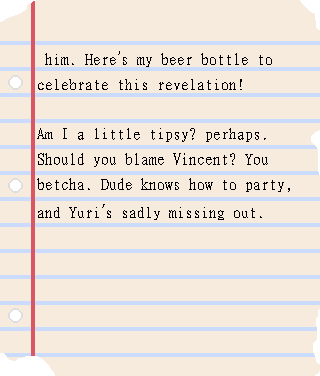 him. Here's my beer bottle to
celebrate this revelation!
Am I a little tipsy? perhaps.
Should you blame Vincent? You
betcha. Dude knows how to party,
and Yuri's sadly missing out.